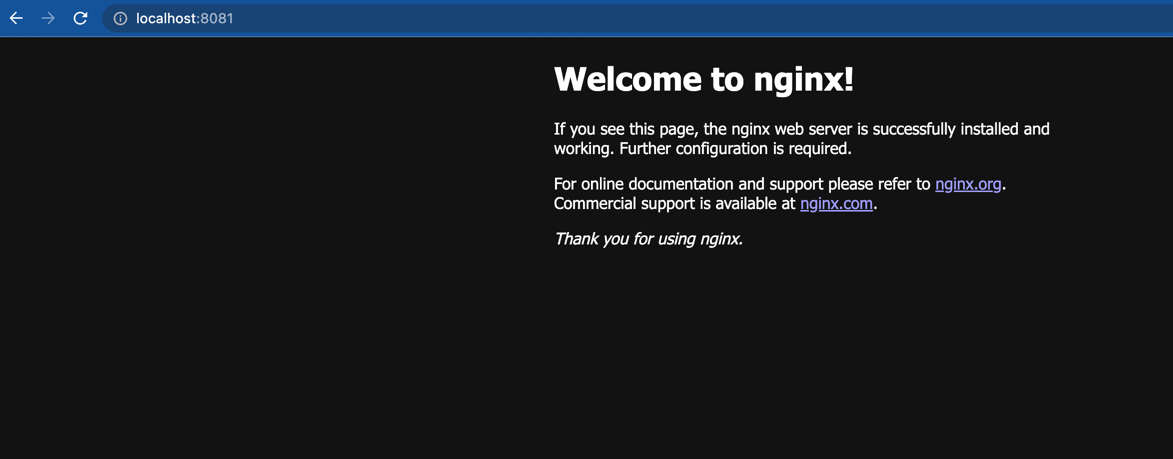 localhost:8081
Welcome to nginx!
If you see this page, the nginx web server is successfully installed and
working. Further configuration is required.
For online documentation and support please refer to nginx.org.
Commercial support is available at nginx.com.
Thank you for using nginx.